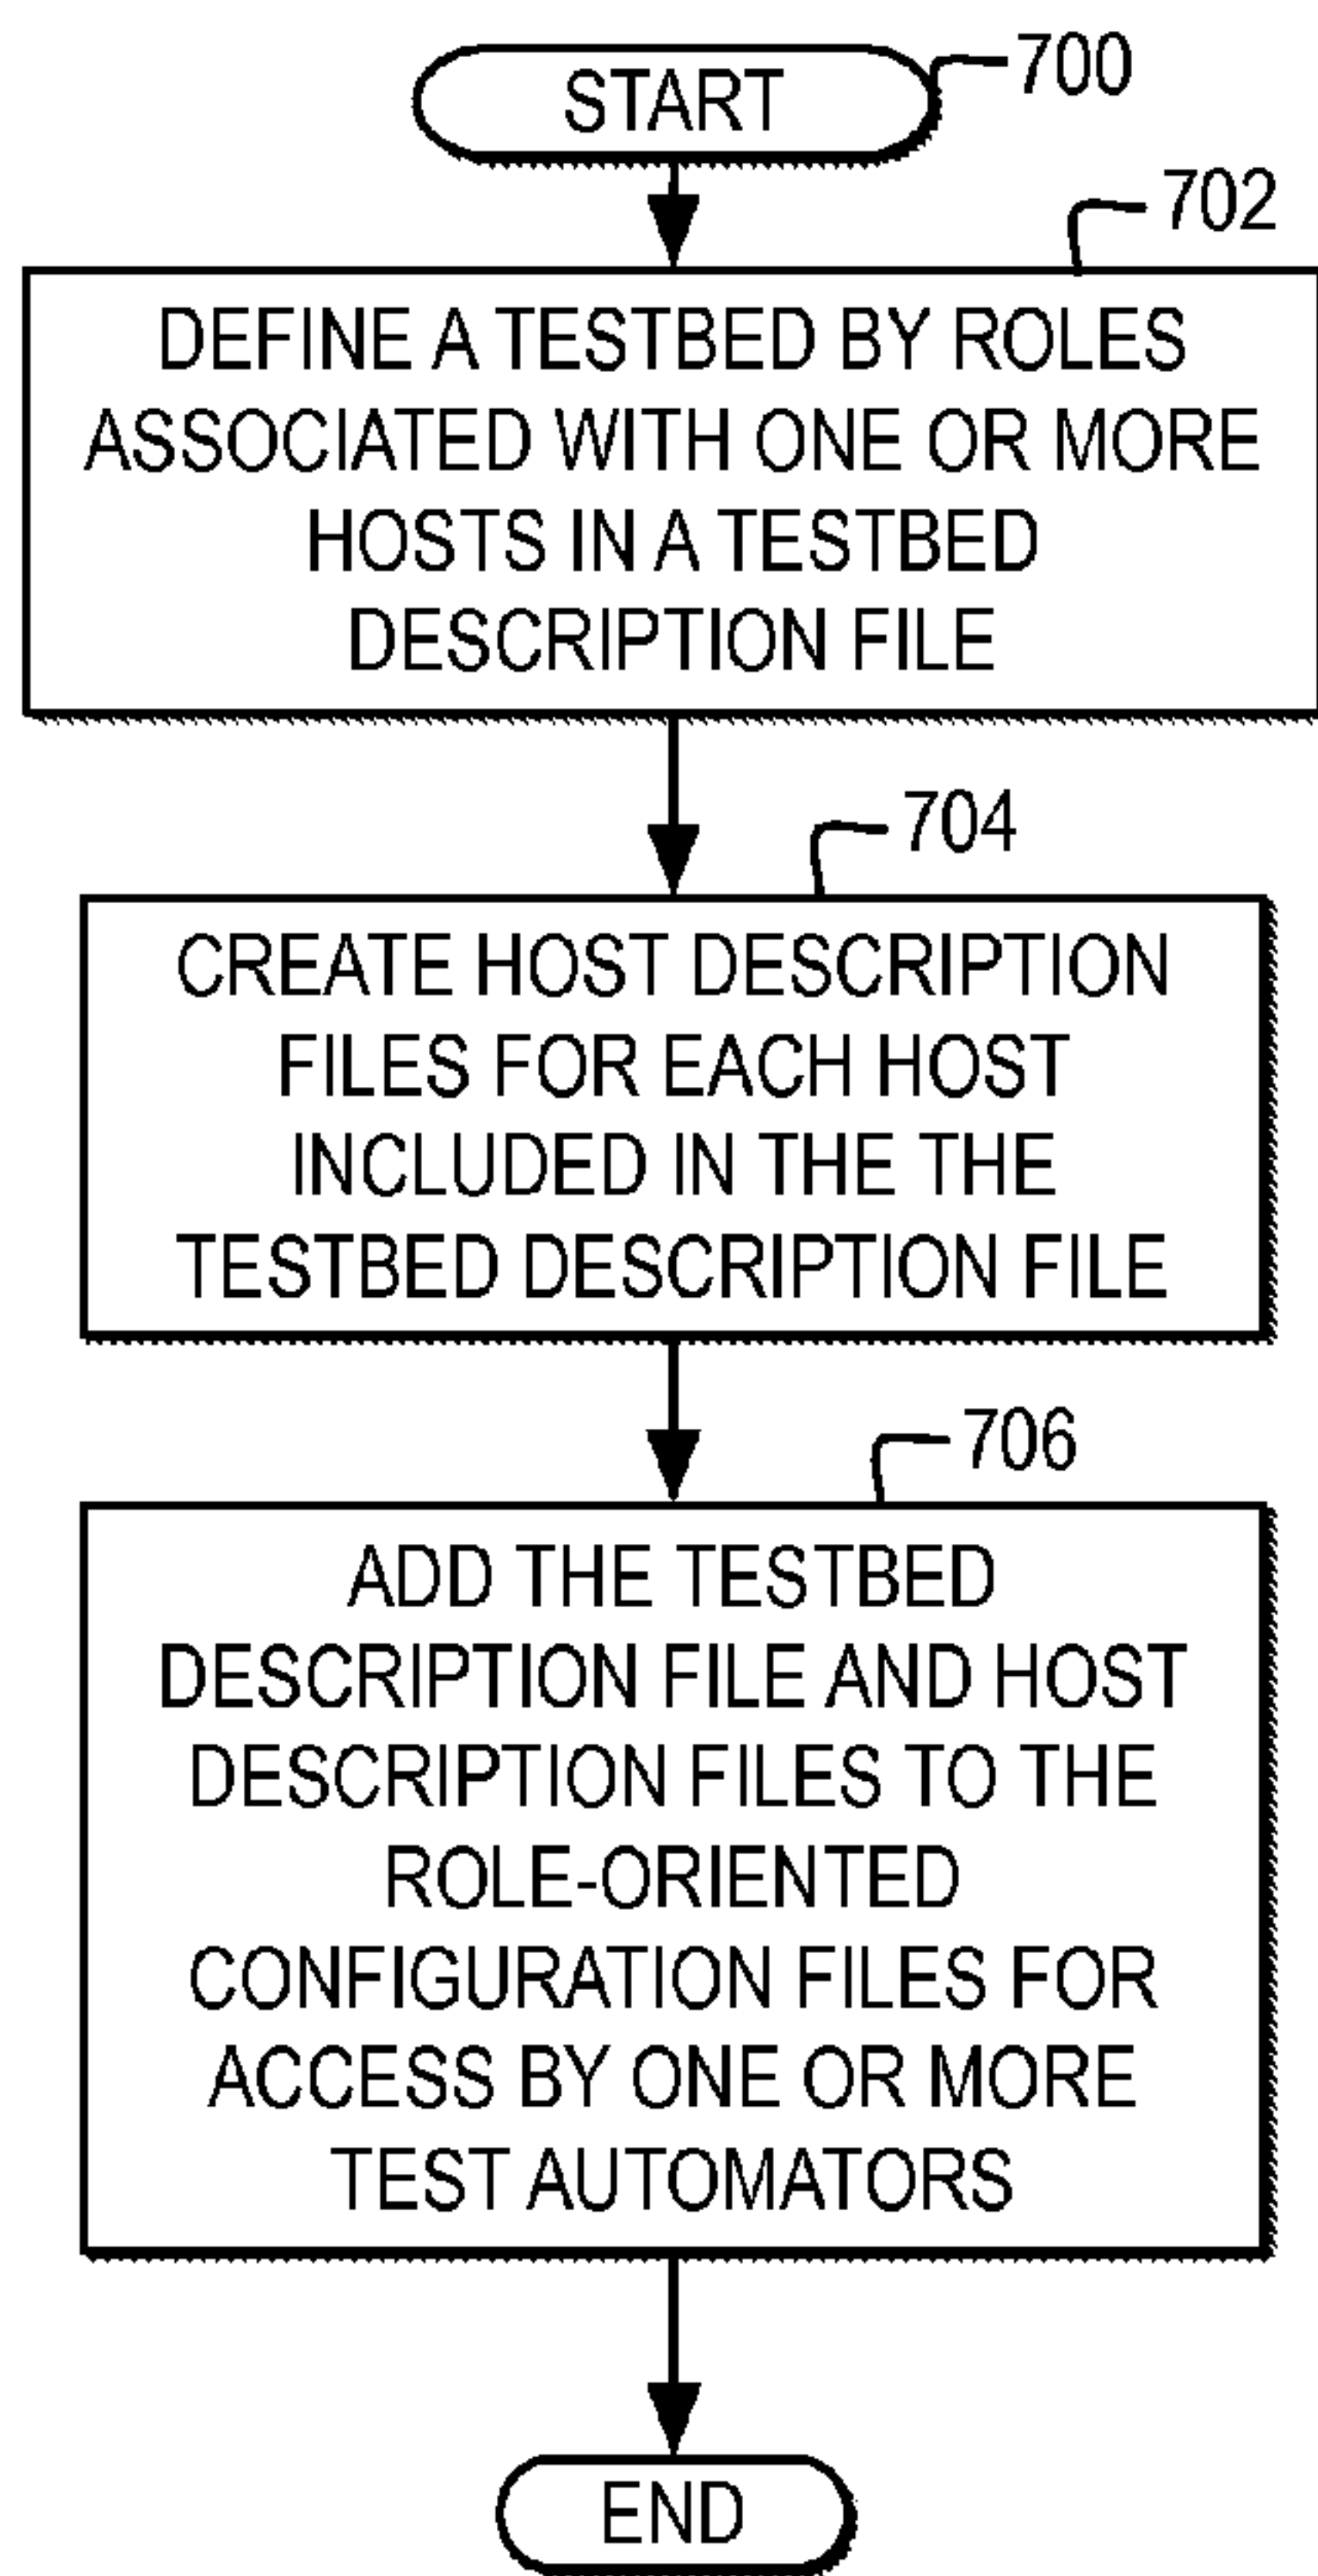 START
700
702
DEFINE A TESTBED BY ROLES
ASSOCIATED WITH ONE OR MORE
HOSTS IN A TESTBED
DESCRIPTION FILE
704
CREATE HOST DESCRIPTION
FILES FOR EACH HOST
INCLUDED IN THE THE
TESTBED DESCRIPTION FILE
706
ADD THE TESTBED
DESCRIPTION FILE AND HOST
DESCRIPTION FILES TO THE
ROLE-ORIENTED
CONFIGURATION FILES FOR
ACCESS BY ONE OR MORE
TEST AUTOMATORS
END